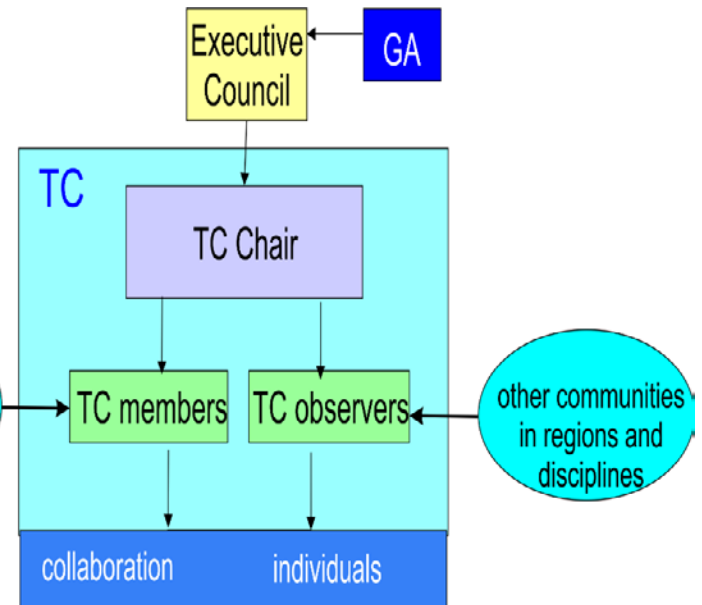 Executive
Council
GA
TC
TC Chair
TC members
TC observers
other communities
in regions and
disciplines
collaboration
individuals